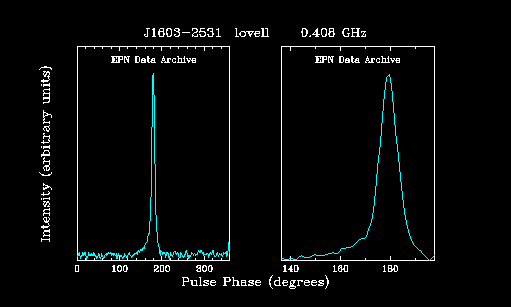 J1603-2531 lovell 0.408 GHz
EPN Data Archive EPN Data Archive
Intensity (arbitrary units)
0 100 200 300 140 160 180
Pulse Phase (degrees)